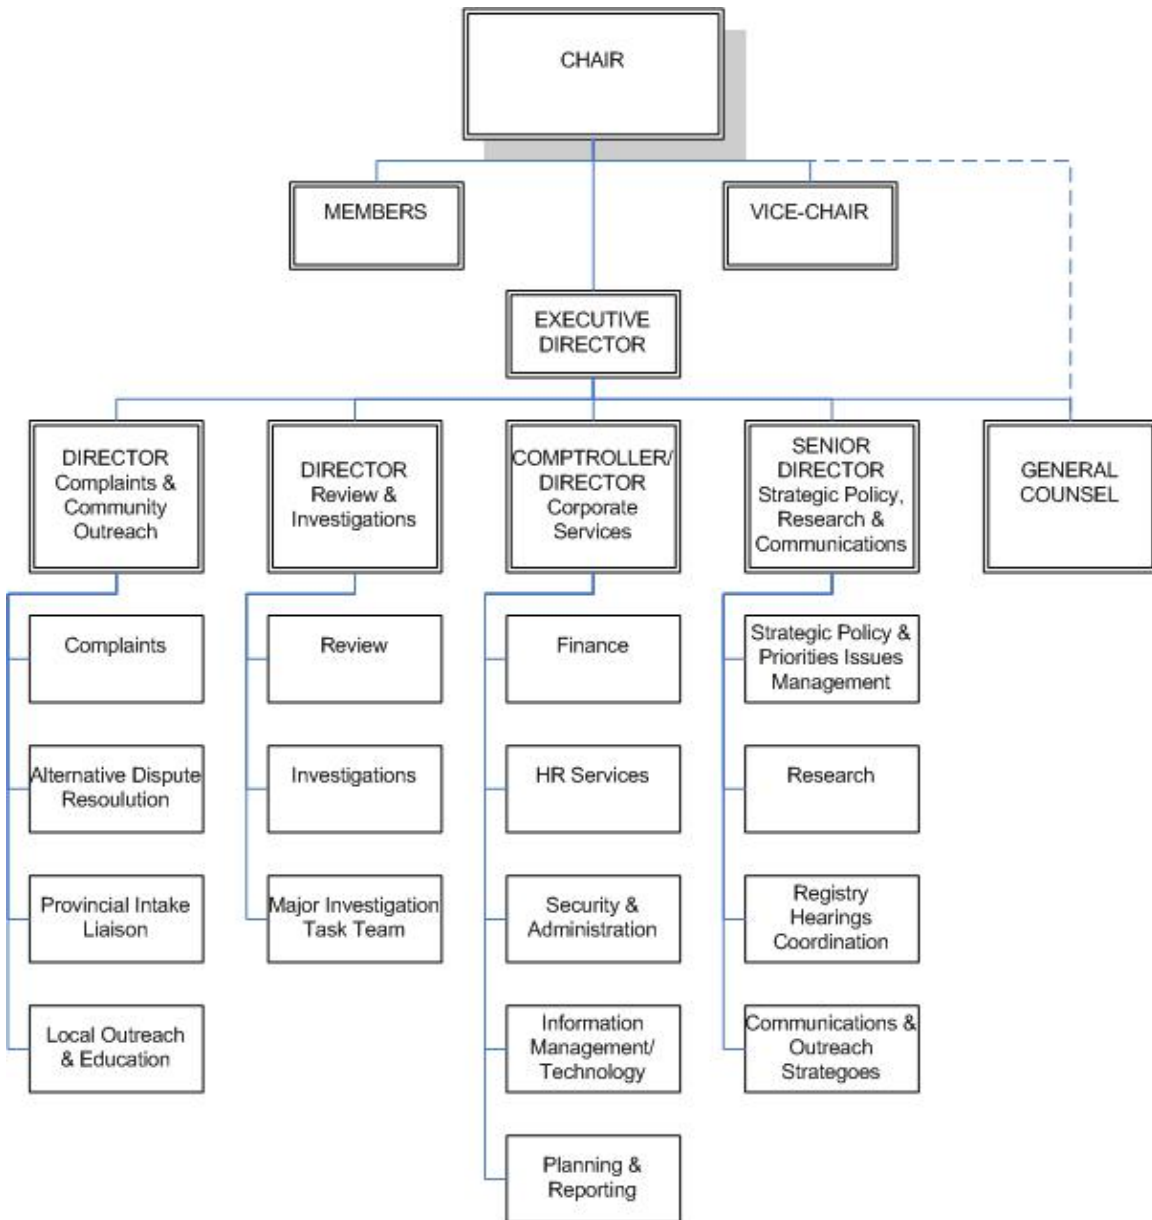 CHAIR
MEMBERS
VICE-CHAIR
EXECUTIVE
DIRECTOR
DIRECTOR
Complaints &
Community
Outreach
DIRECTOR
Review &
Investigations
COMPTROLLER/
DIRECTOR
Corporate
Services
SENIOR
DIRECTOR
Strategic Policy,
Research &
Communications
GENERAL
COUNSEL
Complaints
Review
Finance
Strategic Policy &
Priorities Issues
Management
Alternative Dispute
Resoulution
Investigations
HR Services
Research
Provincial Intake
Liaison
Major Investigation
Task Team
Security &
Administration
Registry
Hearings
Coordination
Local Outreach
& Education
Information
Management/
Technology
Communications &
Outreach
Strategoes
Planning &
Reporting